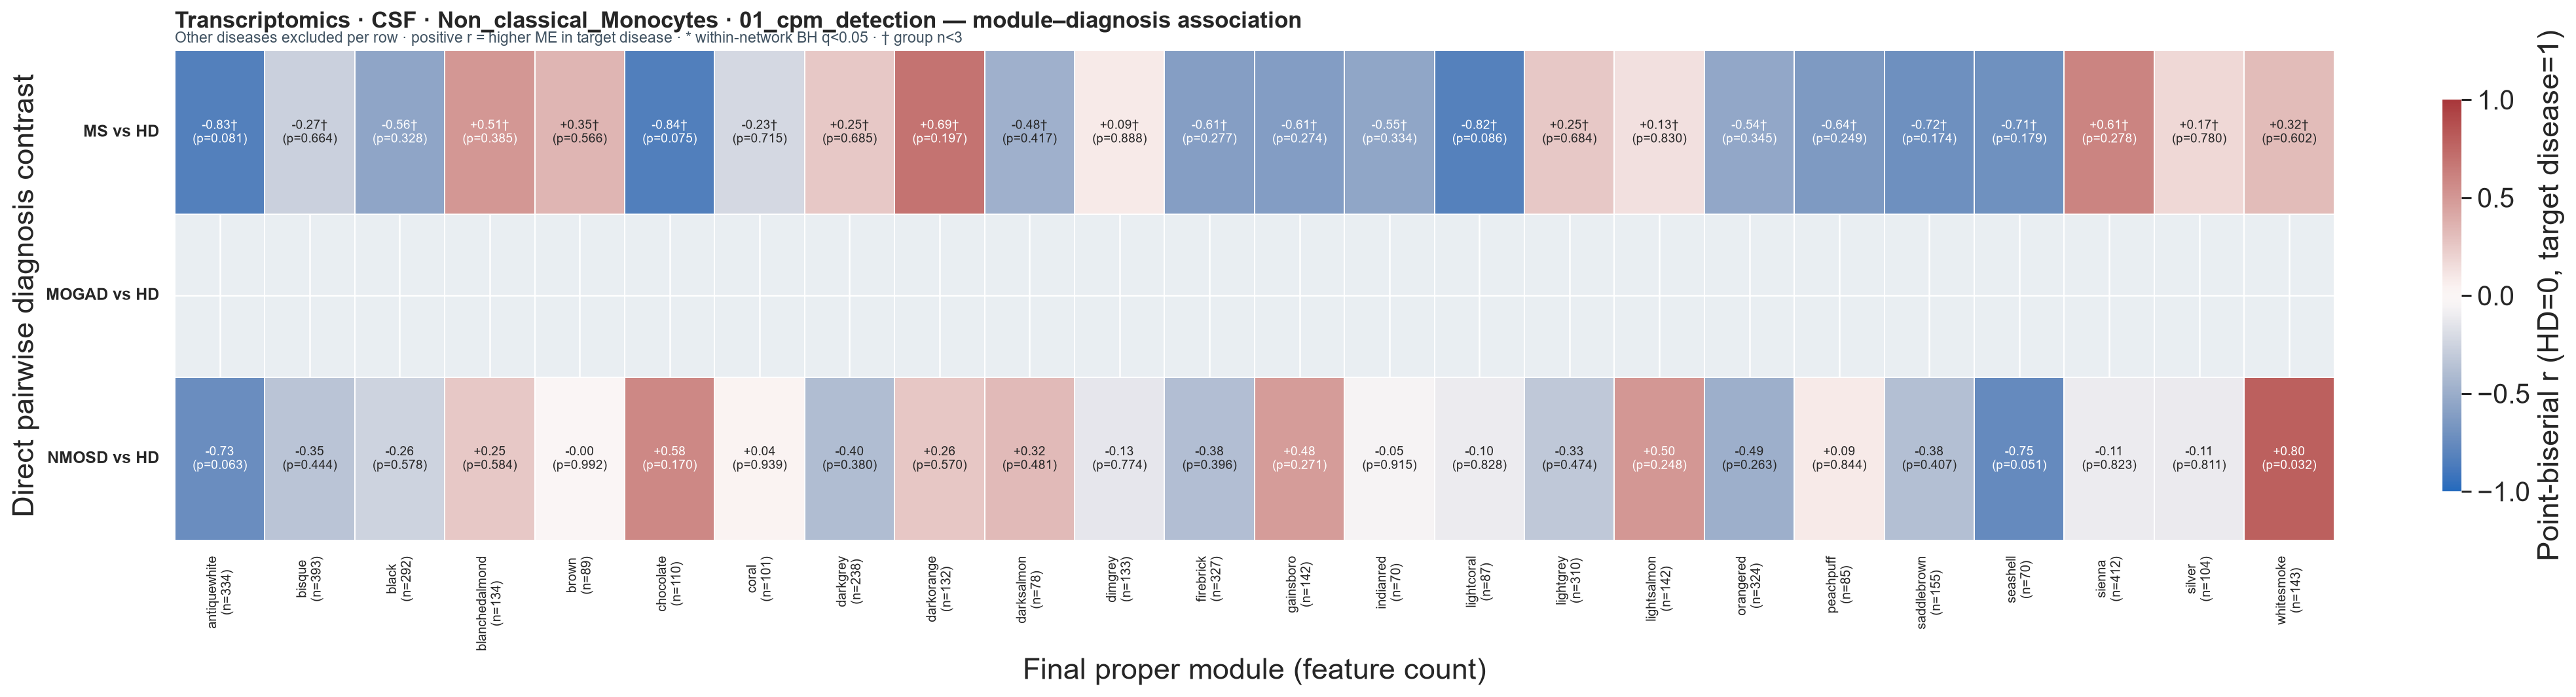 Transcriptomics · CSF · Non_classical_Monocytes · 01_cpm_detection — module–diagnosis association
Other diseases excluded per row · positive r = higher ME in target disease · * within-network BH q<0.05 · † group n<3
Direct pairwise diagnosis contrast
MS vs HD
-0.83†
(p=0.081)
-0.27†
(p=0.664)
-0.56†
(p=0.328)
+0.51†
(p=0.385)
+0.35†
(p=0.566)
-0.84†
(p=0.075)
-0.23†
(p=0.715)
+0.25†
(p=0.685)
+0.69†
(p=0.197)
-0.48†
(p=0.417)
+0.09†
(p=0.888)
-0.61†
(p=0.277)
-0.61†
(p=0.274)
-0.55†
(p=0.334)
-0.82†
(p=0.086)
+0.25†
(p=0.684)
+0.13†
(p=0.830)
-0.54†
(p=0.345)
-0.64†
(p=0.249)
-0.72†
(p=0.174)
-0.71†
(p=0.179)
+0.61†
(p=0.278)
+0.17†
(p=0.780)
+0.32†
(p=0.602)
MOGAD vs HD
NMOSD vs HD
-0.73
(p=0.063)
-0.35
(p=0.444)
-0.26
(p=0.578)
+0.25
(p=0.584)
-0.00
(p=0.992)
+0.58
(p=0.170)
+0.04
(p=0.939)
-0.40
(p=0.380)
+0.26
(p=0.570)
+0.32
(p=0.481)
-0.13
(p=0.774)
-0.38
(p=0.396)
+0.48
(p=0.271)
-0.05
(p=0.915)
-0.10
(p=0.828)
-0.33
(p=0.474)
+0.50
(p=0.248)
-0.49
(p=0.263)
+0.09
(p=0.844)
-0.38
(p=0.407)
-0.75
(p=0.051)
-0.11
(p=0.823)
-0.11
(p=0.811)
+0.80
(p=0.032)
antiquewhite
(n=334)
bisque
(n=393)
black
(n=292)
blanchedalmond
(n=134)
brown
(n=89)
chocolate
(n=110)
coral
(n=101)
darkgrey
(n=238)
darkorange
(n=132)
darksalmon
(n=78)
dimgrey
(n=133)
firebrick
(n=327)
gainsboro
(n=142)
indianred
(n=70)
lightcoral
(n=87)
lightgrey
(n=310)
lightsalmon
(n=142)
orangered
(n=324)
peachpuff
(n=85)
saddlebrown
(n=155)
seashell
(n=70)
sienna
(n=412)
silver
(n=104)
whitesmoke
(n=143)
Final proper module (feature count)
1.0
0.5
0.0
−0.5
−1.0
Point-biserial r (HD=0, target disease=1)